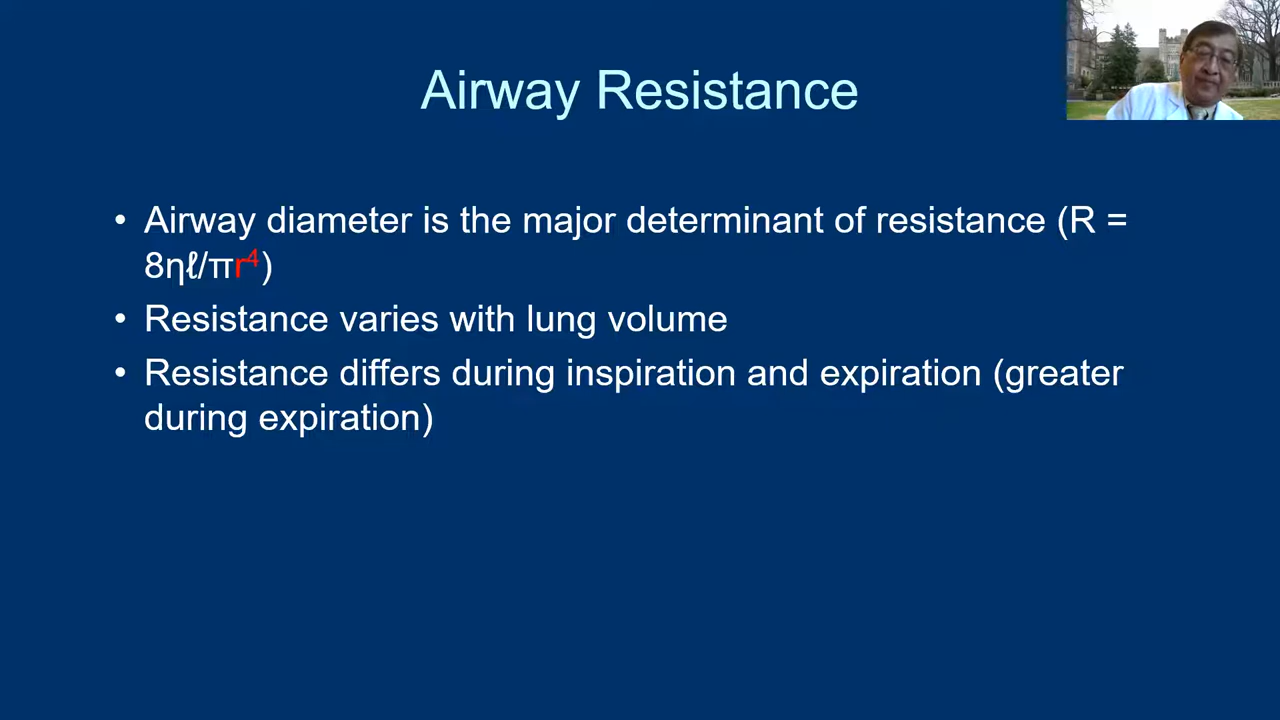 Airway Resistance
• Airway diameter is the major determinant of resistance (R =
8ηℓ/πr⁴)
• Resistance varies with lung volume
• Resistance differs during inspiration and expiration (greater
during expiration)